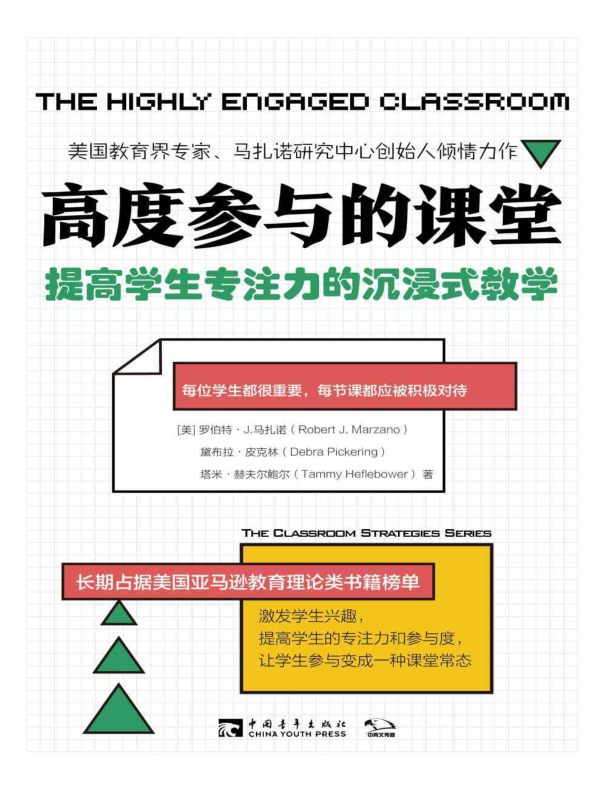 THE HIGHLY ENGAGED CLASSROOM
美国教育界专家、马扎诺研究中心创始人倾情力作
高度参与的课堂
提高学生专注力的沉浸式教学
每位学生都很重要，每节课都应被积极对待
[美] 罗伯特·J.马扎诺（Robert J. Marzano）
黛布拉·皮克林（Debra Pickering）
塔米·赫夫尔鲍尔（Tammy Heflebower）著
THE CLASSROOM STRATEGIES SERIES
长期占据美国亚马逊教育理论类书籍榜单
激发学生兴趣，
提高学生的专注力和参与度，
让学生参与变成一种课堂常态
中国青年出版社
CHINA YOUTH PRESS
中青文传媒